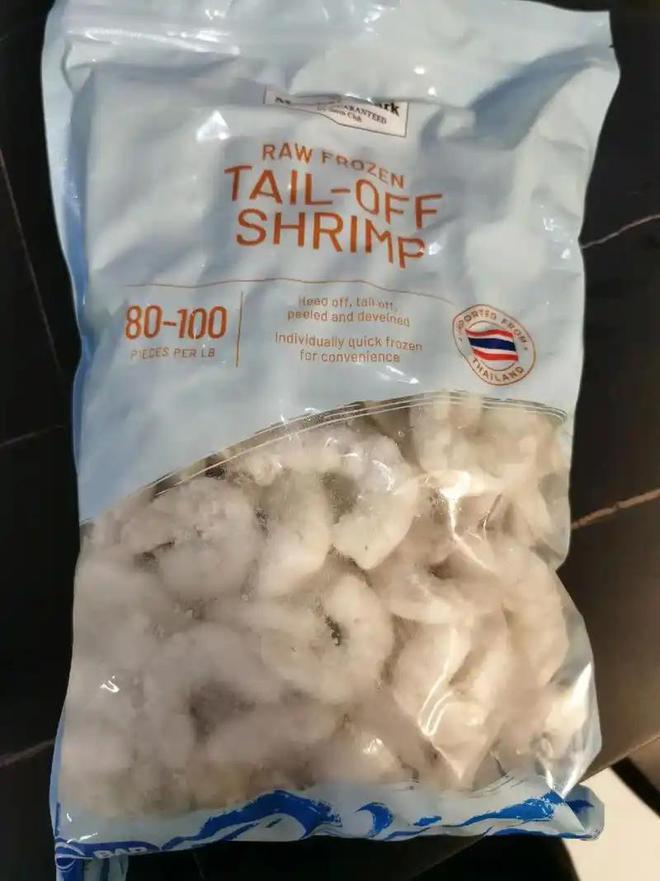 GUARANTEED
RAW FROZEN
TAIL-OFF
SHRIMP
80-100
PIECES PER LB
Head off, tail off,
peeled and deveined
Individually quick frozen
for convenience
IMPORTED FROM
THAILAND